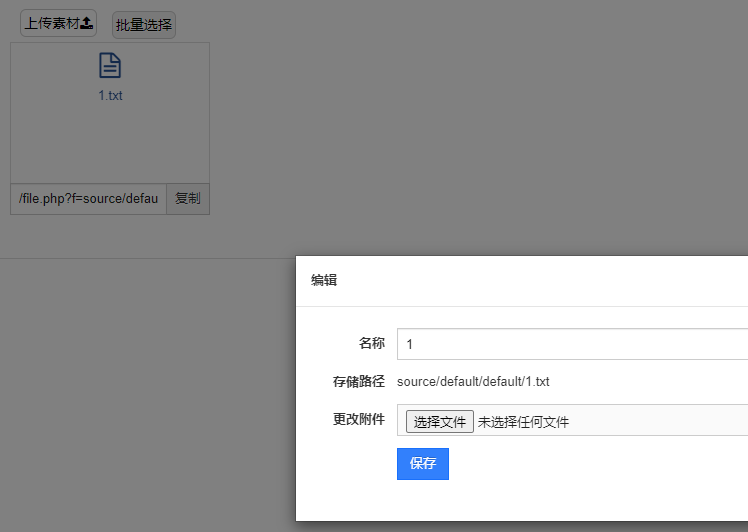 上传素材 批量选择
1.txt
/file.php?f=source/defau 复制
编辑
名称 1
存储路径 source/default/default/1.txt
更改附件 选择文件 未选择任何文件
保存